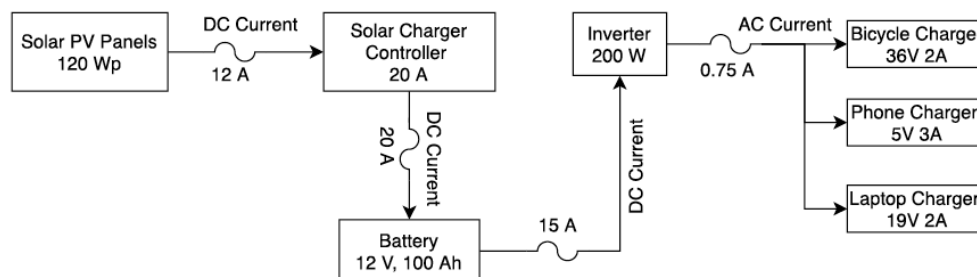 Solar PV Panels
120 Wp
DC Current
12 A
Solar Charger
Controller
20 A
DC Current
20 A
Battery
12 V, 100 Ah
15 A
DC Current
Inverter
200 W
AC Current
0.75 A
Bicycle Charger
36V 2A
Phone Charger
5V 3A
Laptop Charger
19V 2A